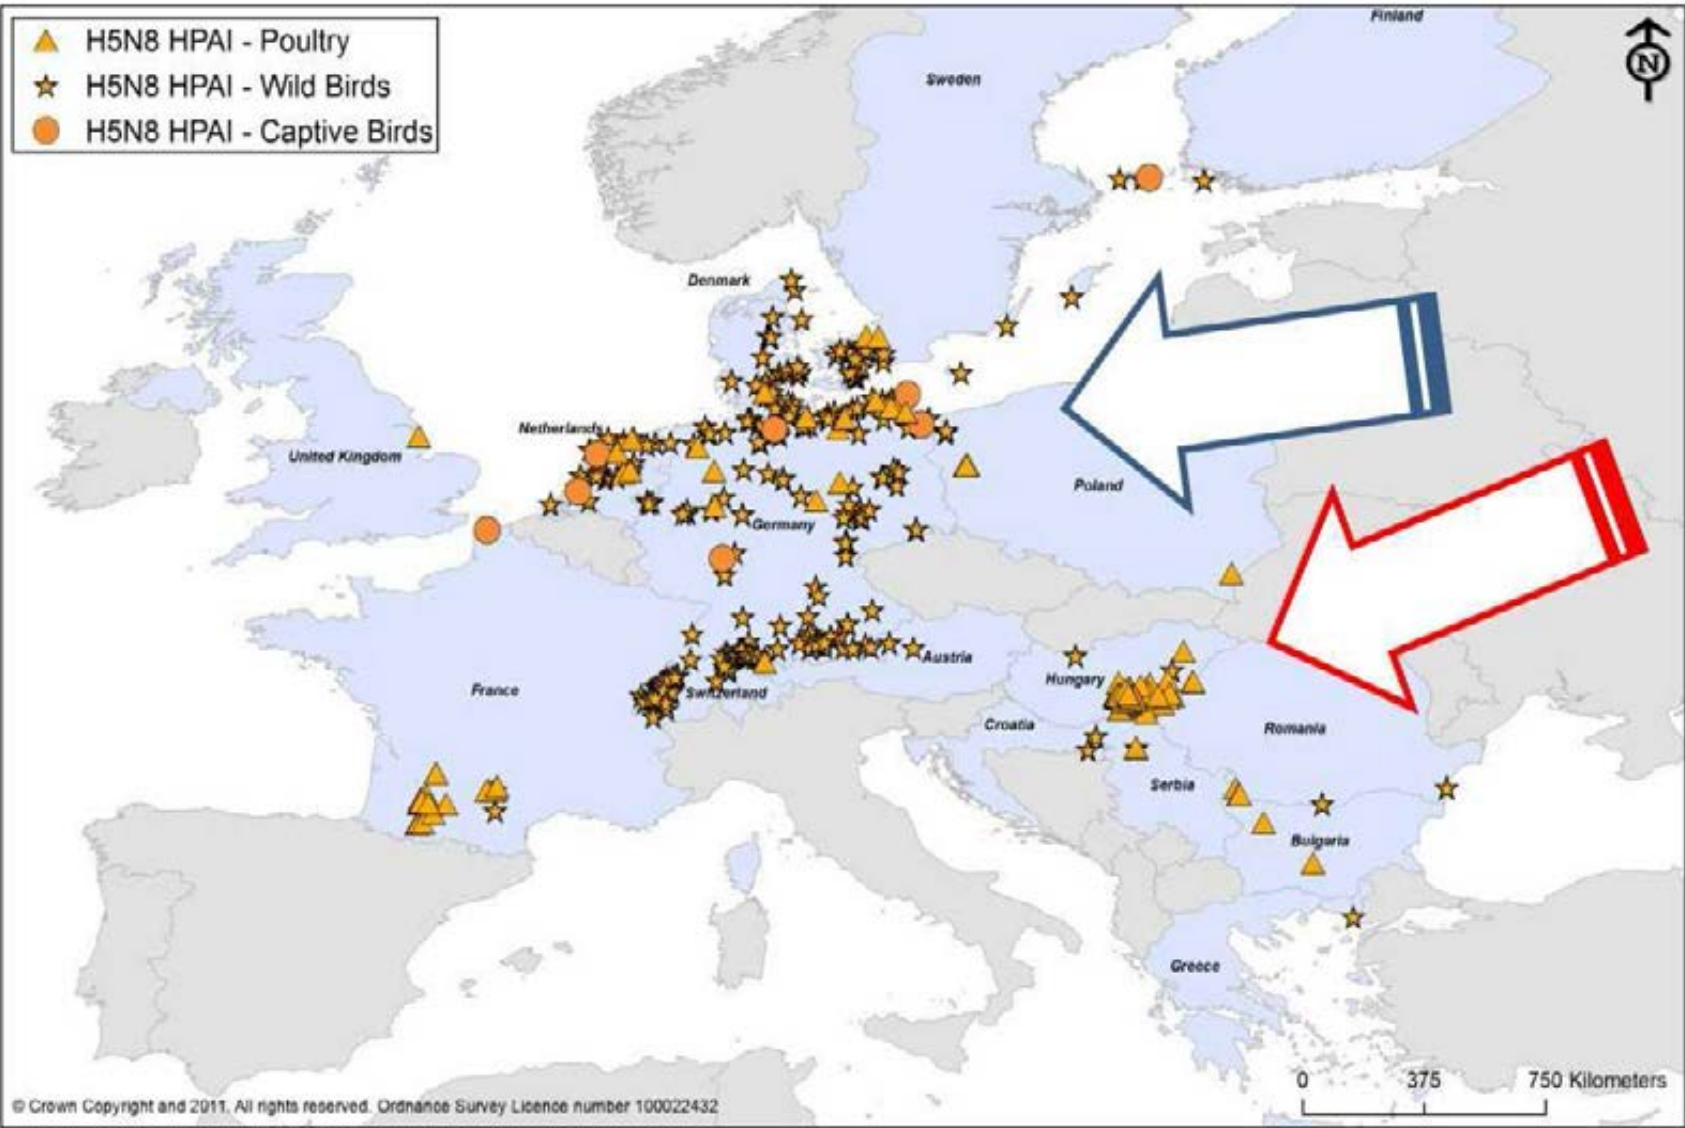 H5N8 HPAI - Poultry
H5N8 HPAI - Wild Birds
H5N8 HPAI - Captive Birds
Finland
N
Sweden
Denmark
Netherlands
United Kingdom
Poland
Germany
Austria
Hungary
France
Switzerland
Croatia
Romania
Serbia
Bulgaria
Greece
0 375 750 Kilometers
© Crown Copyright and 2011. All rights reserved. Ordnance Survey Licence number 100022432